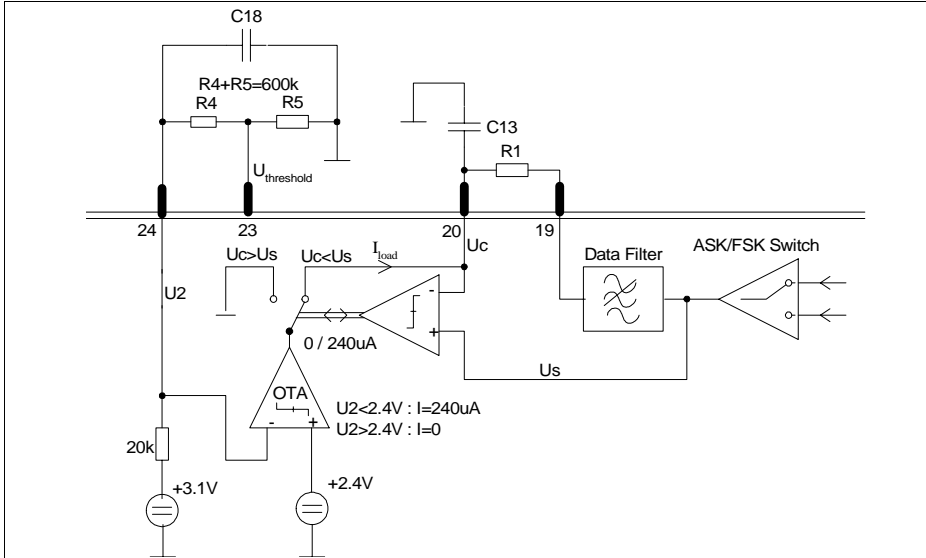 C18
R4+R5=600k
R4
R5
C13
R1
Uthreshold
24
23
20
19
Uc>Us
Uc<Us
Iload
Uc
Data Filter
ASK/FSK Switch
U2
-
+
0 / 240uA
Us
OTA
-
+
U2<2.4V : I=240uA
U2>2.4V : I=0
20k
+3.1V
+2.4V